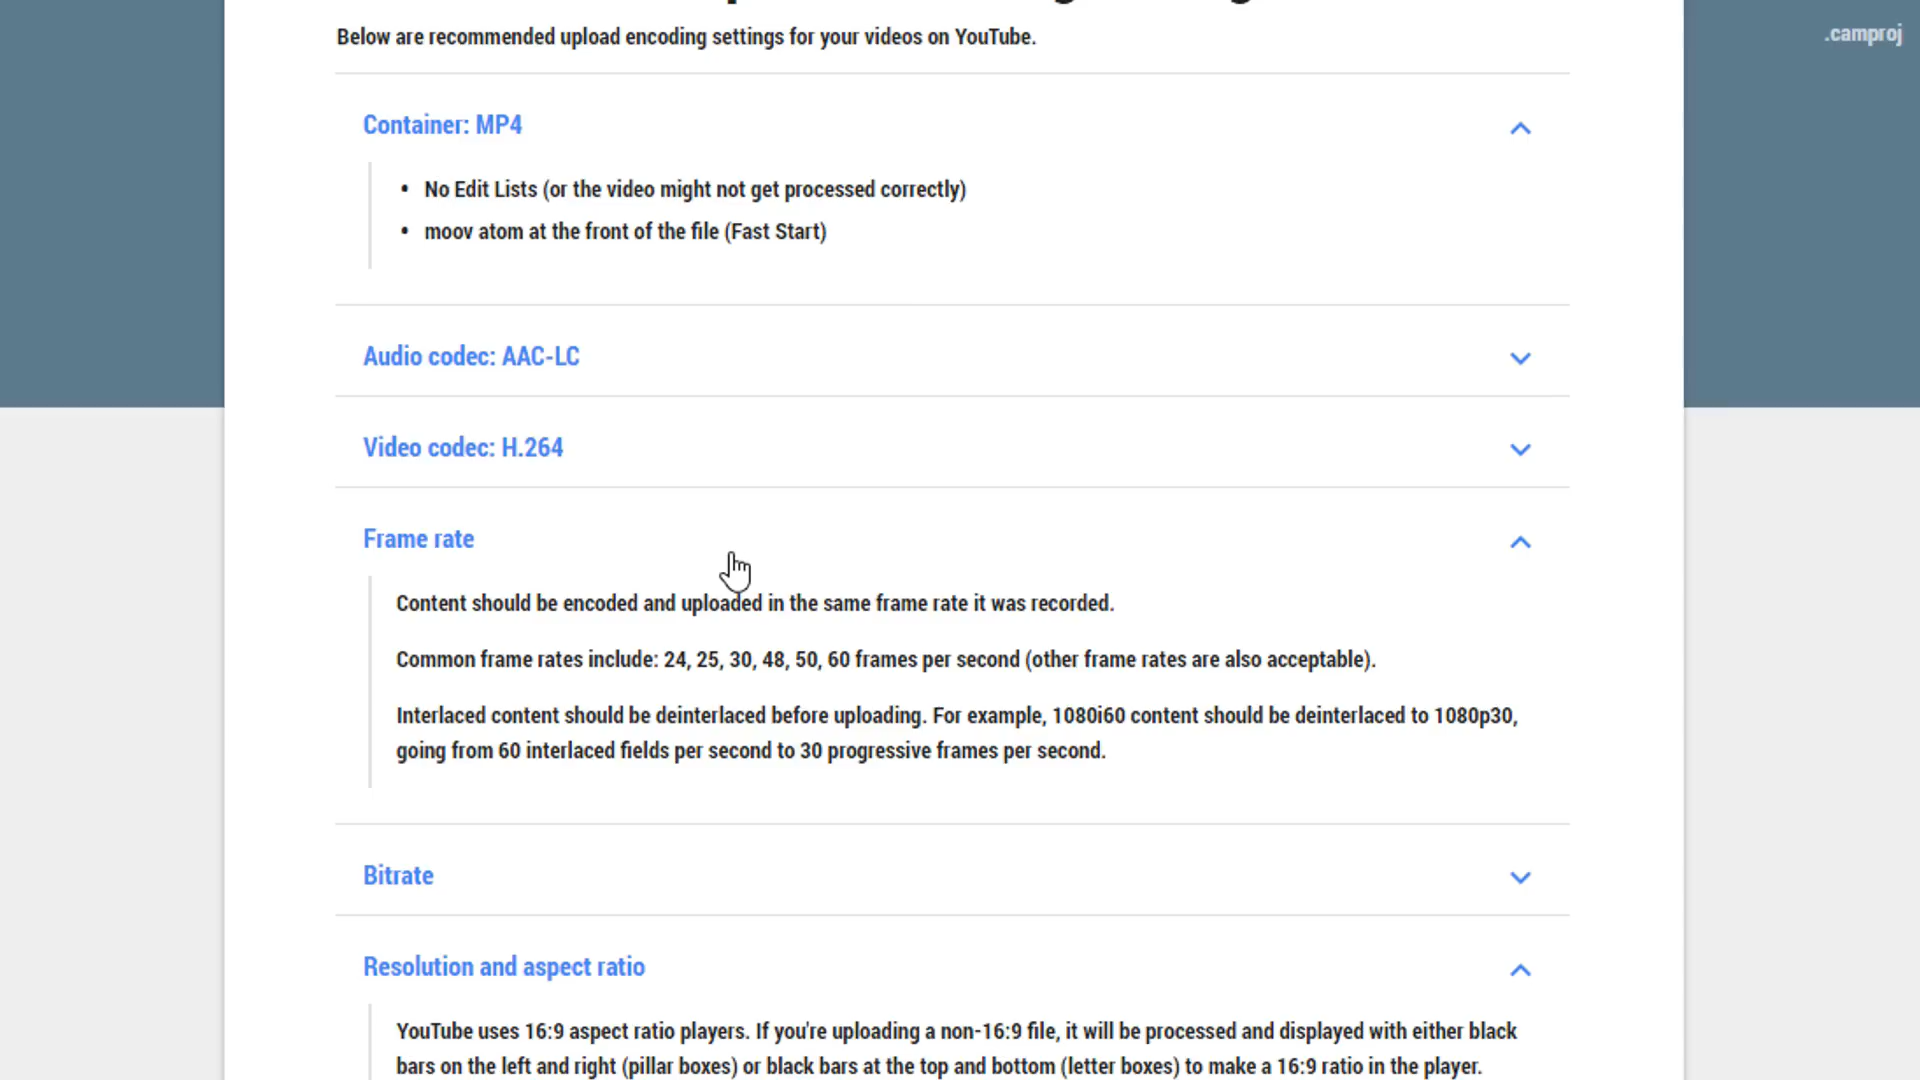 Below are recommended upload encoding settings for your videos on YouTube.
.camproj
Container: MP4
• No Edit Lists (or the video might not get processed correctly)
• moov atom at the front of the file (Fast Start)
Audio codec: AAC-LC
Video codec: H.264
Frame rate
Content should be encoded and uploaded in the same frame rate it was recorded.
Common frame rates include: 24, 25, 30, 48, 50, 60 frames per second (other frame rates are also acceptable).
Interlaced content should be deinterlaced before uploading. For example, 1080i60 content should be deinterlaced to 1080p30,
going from 60 interlaced fields per second to 30 progressive frames per second.
Bitrate
Resolution and aspect ratio
YouTube uses 16:9 aspect ratio players. If you're uploading a non-16:9 file, it will be processed and displayed with either black
bars on the left and right (pillar boxes) or black bars at the top and bottom (letter boxes) to make a 16:9 ratio in the player.